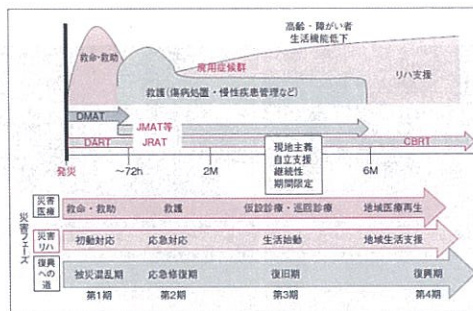 高齢・障がい者
生活機能低下
救命・救助
廃用症候群
リハ支援
救護(傷病処置・慢性疾患管理など)
DMAT
JMAT等
DART
JRAT
CBRT
現地主義
自立支援
継続性
期間限定
発災
~72h
2M
6M
災害フェーズ
災害医療
救命・救助
救護
仮設診療・巡回診療
地域医療再生
災害リハ
初動対応
応急対応
生活始動
地域生活支援
復興への道
被災混乱期
応急修復期
復旧期
復興期
第1期
第2期
第3期
第4期